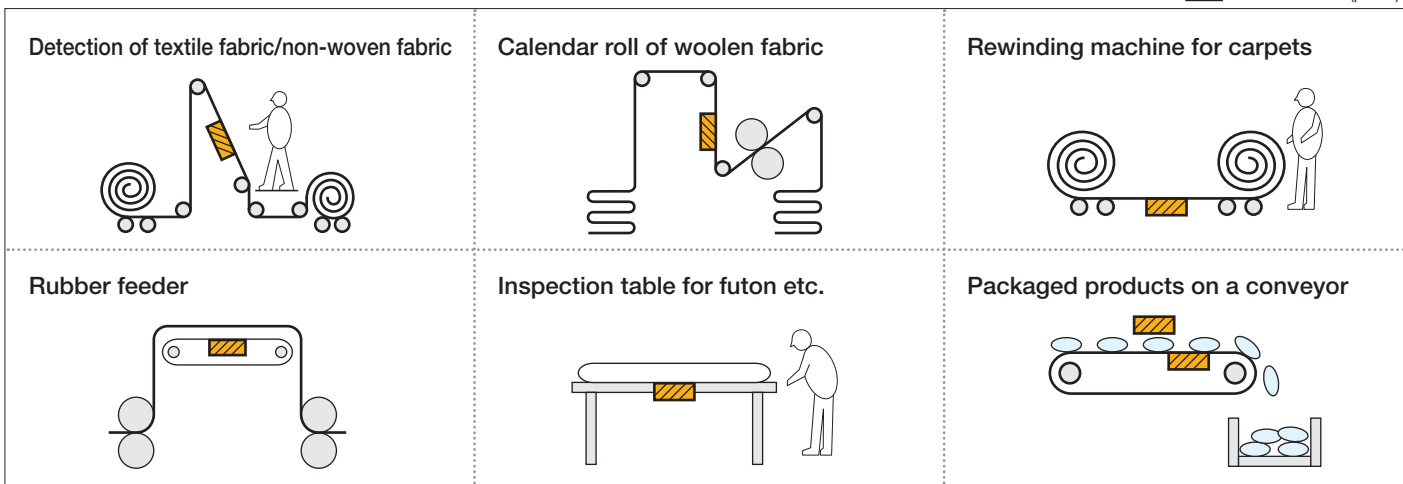 Detection of textile fabric/non-woven fabric
Calendar roll of woolen fabric
Rewinding machine for carpets
Rubber feeder
Inspection table for futon etc.
Packaged products on a conveyor